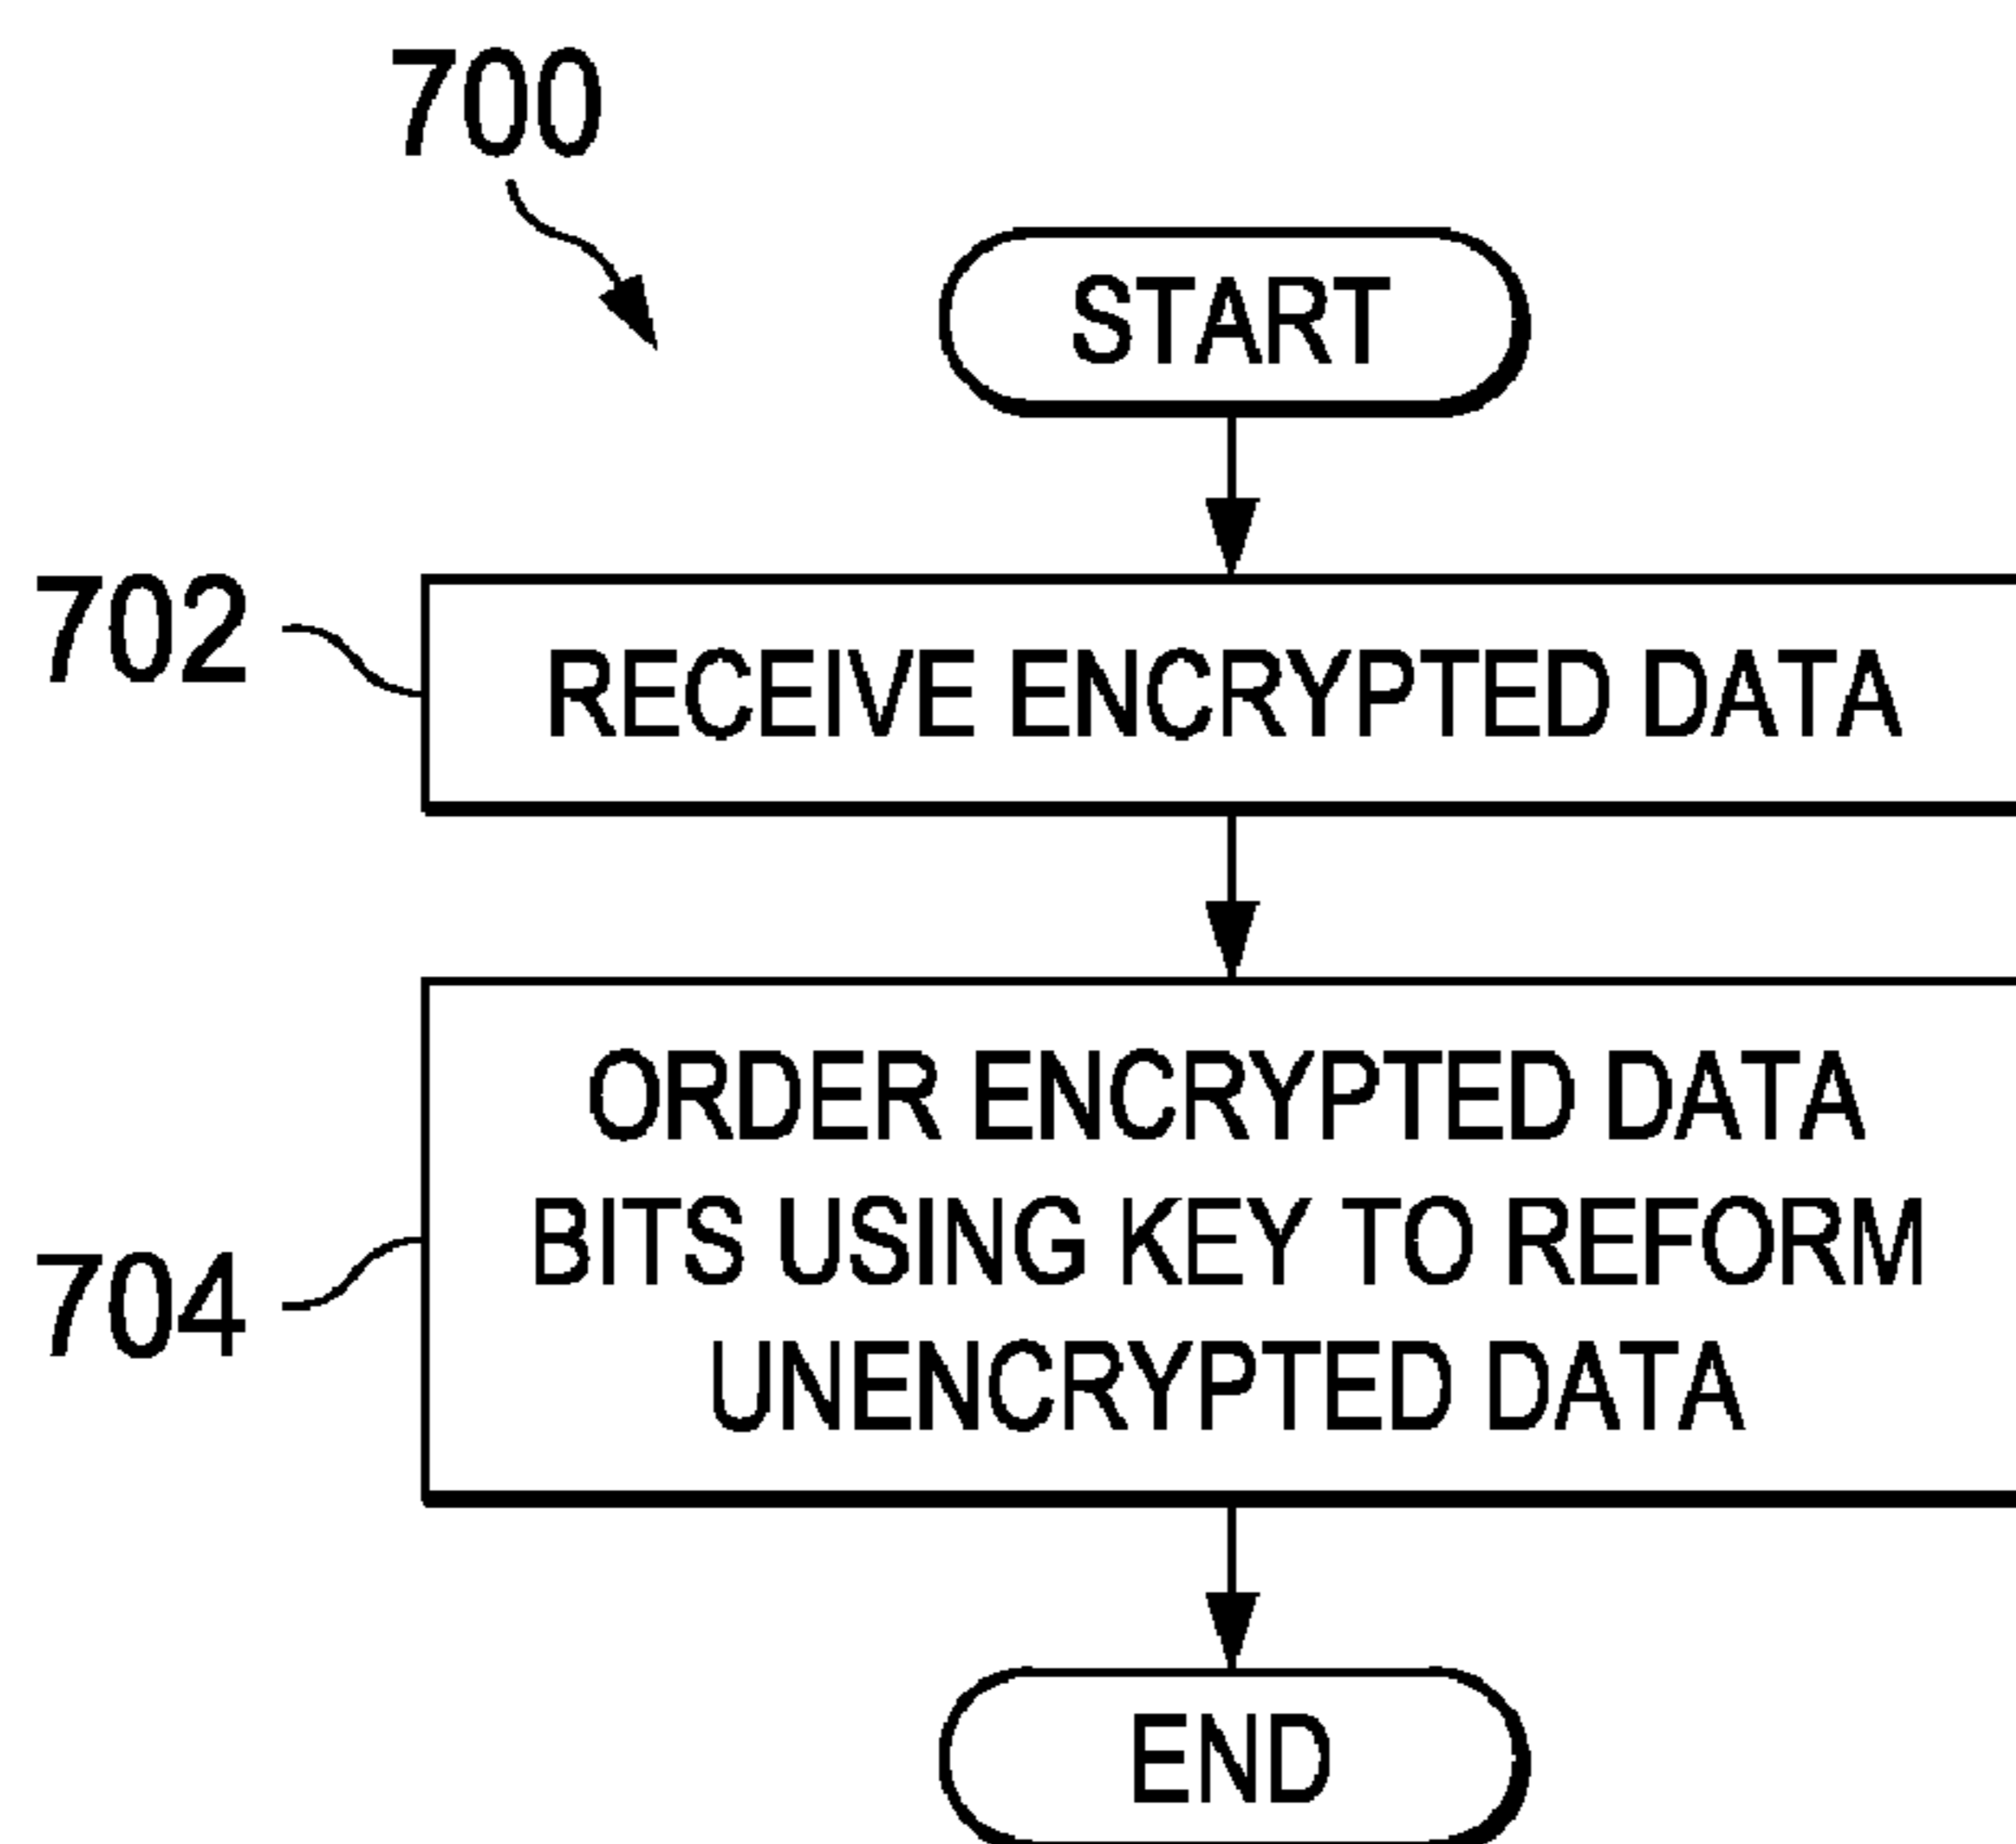 700
START
702
RECEIVE ENCRYPTED DATA
ORDER ENCRYPTED DATA
BITS USING KEY TO REFORM
704
UNENCRYPTED DATA
END